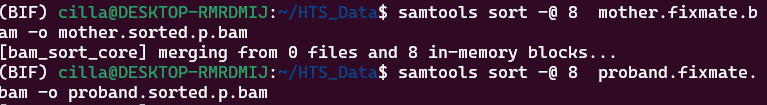 (BIF) cilla@DESKTOP-RMRDMIJ:~/HTS_Data$ samtools sort -@ 8  mother.fixmate.b
am -o mother.sorted.p.bam
[bam_sort_core] merging from 0 files and 8 in-memory blocks...
(BIF) cilla@DESKTOP-RMRDMIJ:~/HTS_Data$ samtools sort -@ 8  proband.fixmate.
bam -o proband.sorted.p.bam